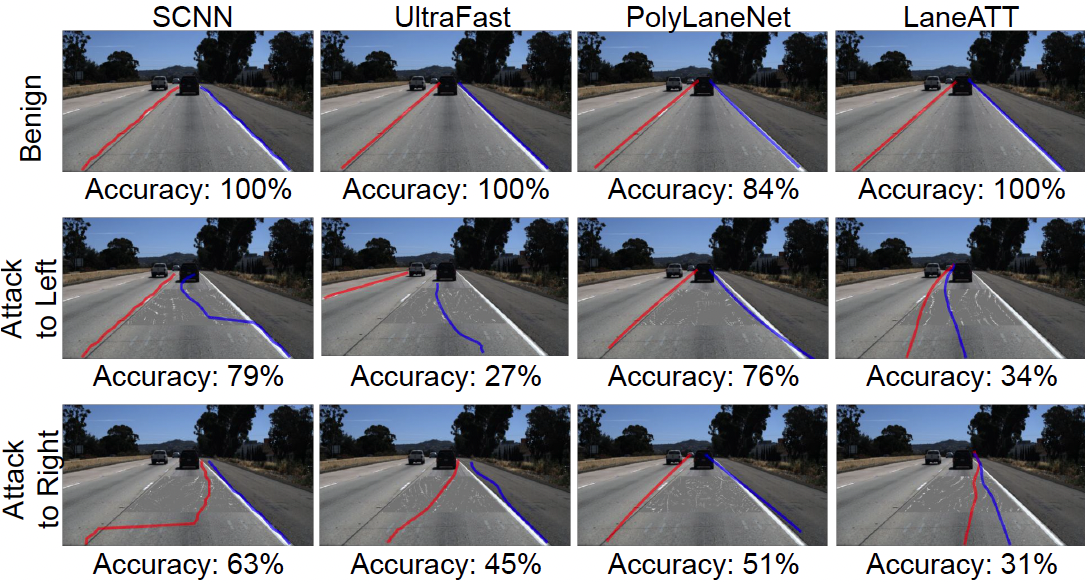 SCNN UltraFast PolyLaneNet LaneATT
Benign
Accuracy: 100% Accuracy: 100% Accuracy: 84% Accuracy: 100%
Attack
to Left
Accuracy: 79% Accuracy: 27% Accuracy: 76% Accuracy: 34%
Attack
to Right
Accuracy: 63% Accuracy: 45% Accuracy: 51% Accuracy: 31%